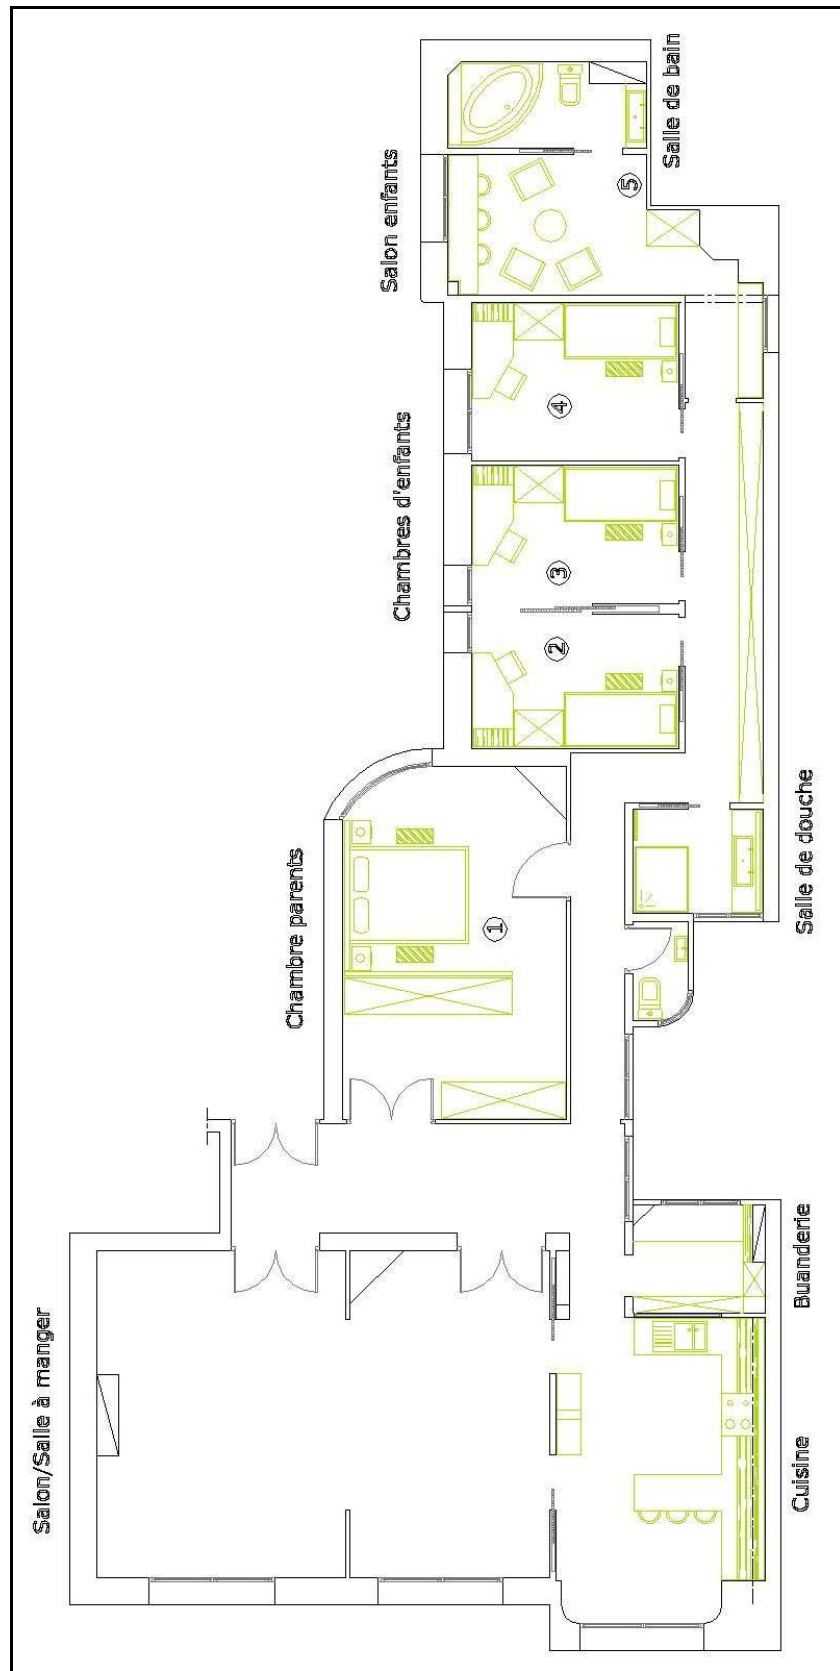 Salon/Salle à manger
Chambre parents
Chambres d'enfants
Salon enfants
Salle de bain
1
2
3
4
5
Cuisine
Buanderie
Salle de douche